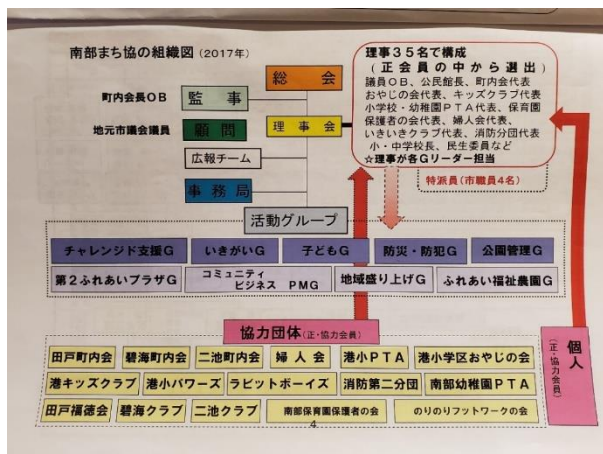 南部まち協の組織図(2017年)
総会
町内会長OB
監事
地元市議会議員
顧問
理事会
広報チーム
事務局
理事35名で構成
(正会員の中から選出)
議員OB、公民館長、町内会代表
おやじの会代表、キッズクラブ代表
小学校・幼稚園PTA代表、保育園
保護者の会代表、婦人会代表、
いきいきクラブ代表、消防分団代表
小・中学校長、民生委員など
☆理事が各Gリーダー担当
特派員(市職員4名)
活動グループ
チャレンジド支援G
いきがいG
子どもG
防災・防犯G
公園管理G
第2ふれあいプラザG
コミュニティ
ビジネス PMG
地域盛り上げG
ふれあい福祉農園G
協力団体(正・協力会員)
田戸町内会
碧海町内会
二池町内会
婦人会
港小PTA
港小学区おやじの会
港キッズクラブ
港小パワーズ
ラビットボーイズ
消防第二分団
南部幼稚園PTA
田戸福徳会
碧海クラブ
二池クラブ
南部保育園保護者の会
のりのりフットワークの会
個人
(正・協力会員)
4